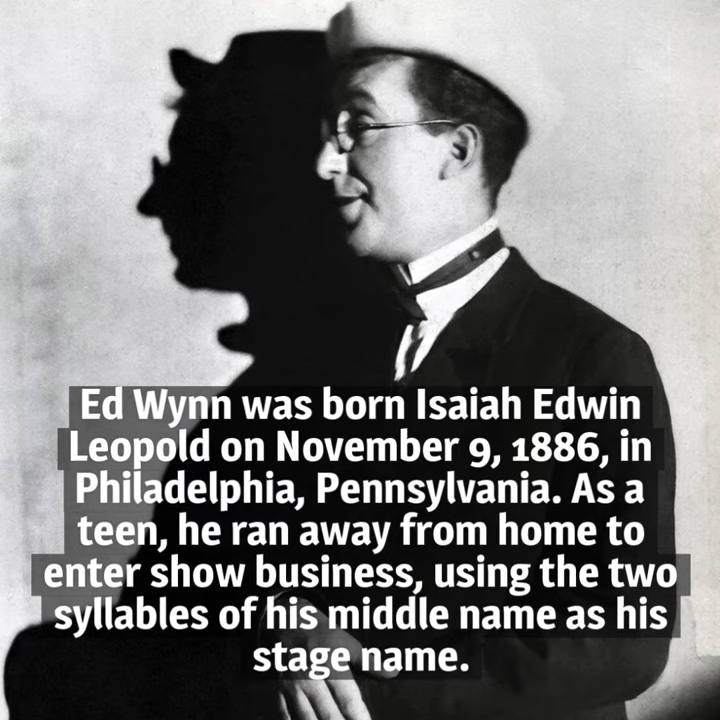 Ed Wynn was born Isaiah Edwin
Leopold on November 9, 1886, in
Philadelphia, Pennsylvania. As a
teen, he ran away from home to
enter show business, using the two
syllables of his middle name as his
stage name.